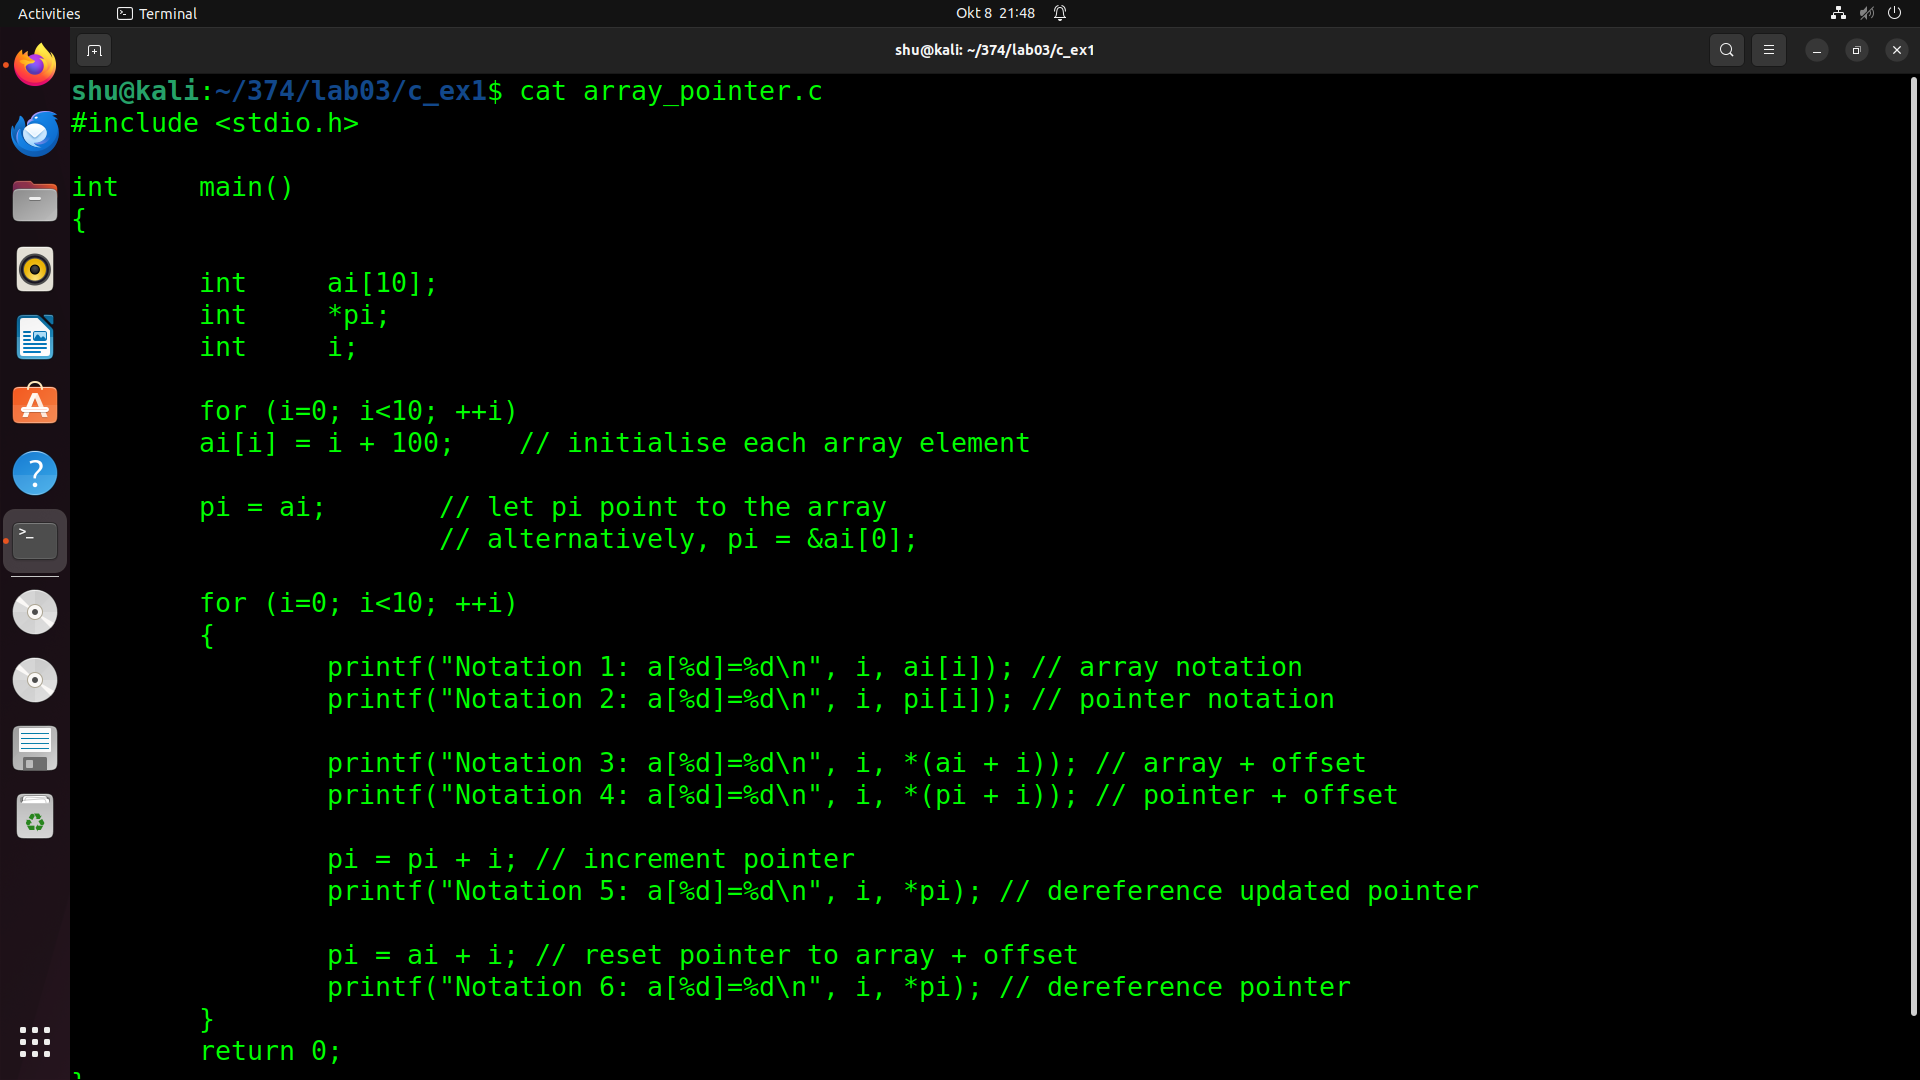 Activities Terminal Okt 8 21:48
shu@kali: ~/374/lab03/c_ex1
shu@kali:~/374/lab03/c_ex1$ cat array_pointer.c
#include <stdio.h>
int     main()
{
        int     ai[10];
        int     *pi;
        int     i;
        for (i=0; i<10; ++i)
        ai[i] = i + 100;    // initialise each array element
        pi = ai;       // let pi point to the array
                       // alternatively, pi = &ai[0];
        for (i=0; i<10; ++i)
        {
                printf("Notation 1: a[%d]=%d\n", i, ai[i]); // array notation
                printf("Notation 2: a[%d]=%d\n", i, pi[i]); // pointer notation
                printf("Notation 3: a[%d]=%d\n", i, *(ai + i)); // array + offset
                printf("Notation 4: a[%d]=%d\n", i, *(pi + i)); // pointer + offset
                pi = pi + i; // increment pointer
                printf("Notation 5: a[%d]=%d\n", i, *pi); // dereference updated pointer
                pi = ai + i; // reset pointer to array + offset
                printf("Notation 6: a[%d]=%d\n", i, *pi); // dereference pointer
        }
        return 0;
}